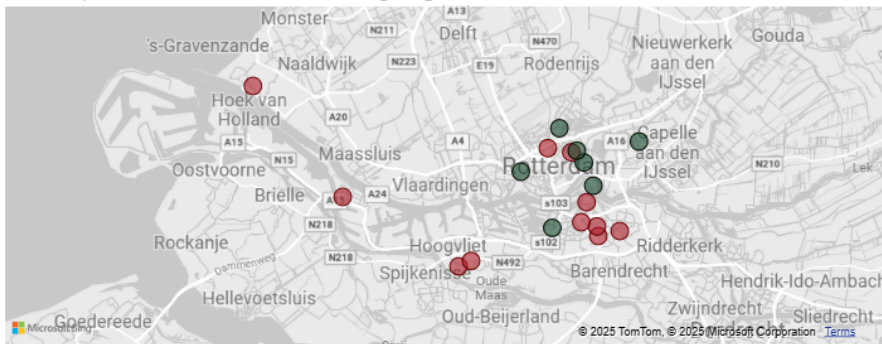 Monster
A13
N211
Delft
Gouda
's-Gravenzande
N470
Nieuwerkerk
aan den
IJssel
Naaldwijk
N223
E19
Rodenrijs
Hoek van
Holland
A20
A15
A4
A16
Capelle
aan den
IJssel
N15
Maassluis
Rotterdam
N210
Oostvoorne
Lek
Vlaardingen
Brielle
A15
A24
s103
N218
Rockanje
Hoogvliet
s102
Ridderkerk
Dammenweg
N218
Spijkenisse
N492
Barendrecht
Oude
Maas
Hendrik-Ido-Ambach
Hellevoetsluis
Zwijndrecht
Goedereede
Oud-Beijerland
Sliedrecht
Microsoft Bing
© 2025 TomTom, © 2025 Microsoft Corporation Terms
Dordrecht